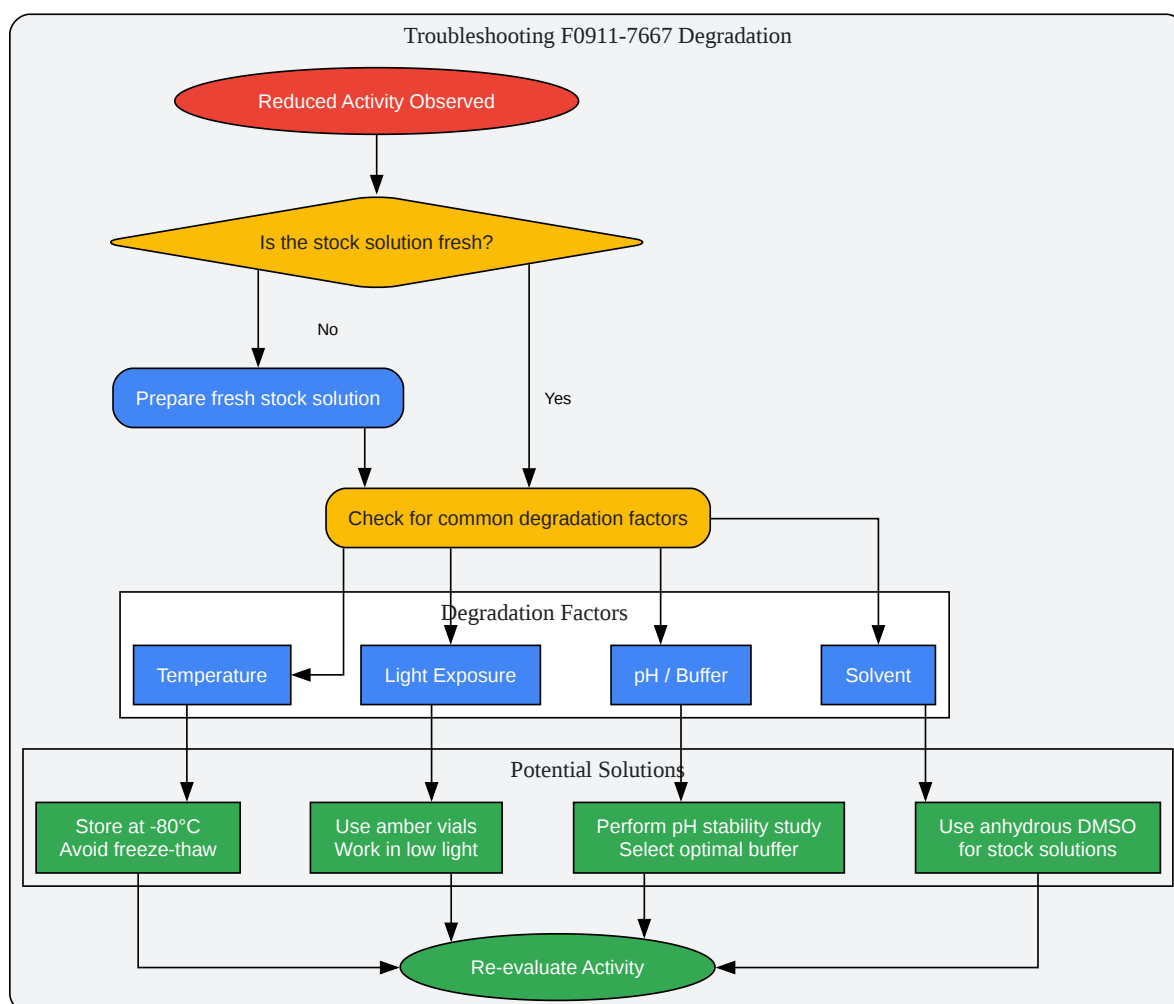 Troubleshooting F0911-7667 Degradation
Reduced Activity Observed
Is the stock solution fresh?
No
Prepare fresh stock solution
Yes
Check for common degradation factors
Degradation Factors
Temperature
Light Exposure
pH / Buffer
Solvent
Potential Solutions
Store at -80°C
Avoid freeze-thaw
Use amber vials
Work in low light
Perform pH stability study
Select optimal buffer
Use anhydrous DMSO
for stock solutions
Re-evaluate Activity